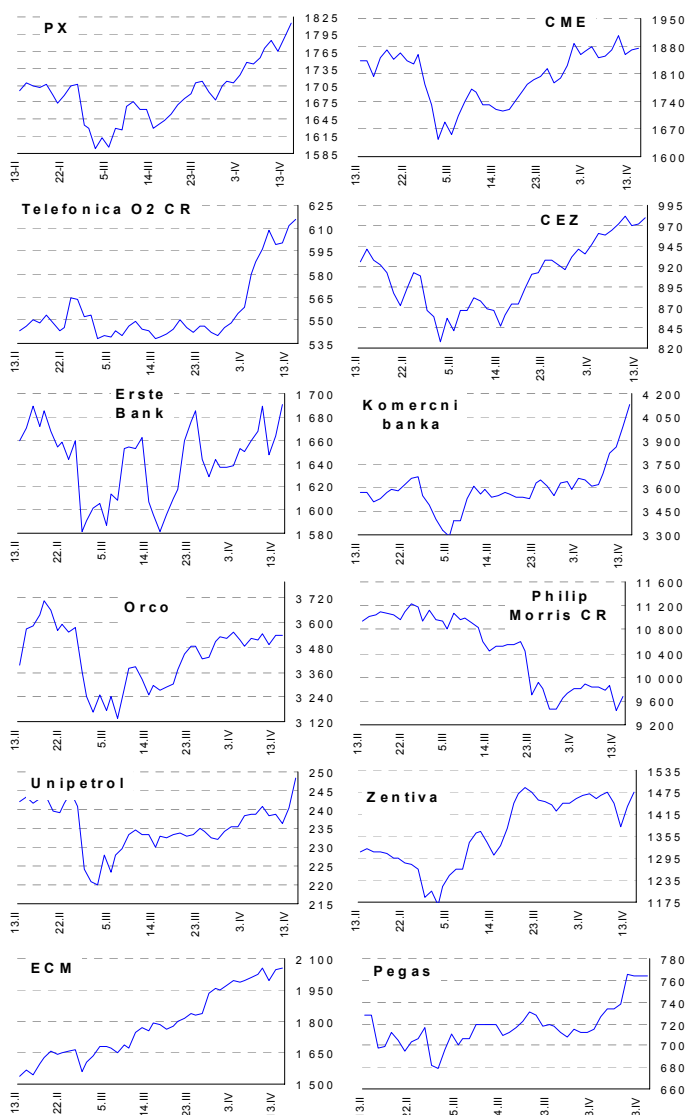 PX
1825
1795
1765
1735
1705
1675
1645
1615
1585
13-II
22-II
5-III
14-III
23-III
3-IV
13-IV
CME
1950
1880
1810
1740
1670
1600
13.II
22.II
5.III
14.III
23.III
3.IV
13.IV
Telefonica O2 CR
625
610
595
580
565
550
535
13.II
22.II
5.III
14.III
23.III
3.IV
13.IV
CEZ
995
970
945
920
895
870
845
820
13.II
22.II
5.III
14.III
23.III
3.IV
13.IV
Erste
Bank
1 700
1 660
1 640
1 600
1 580
13.II
22.II
5.III
14.III
23.III
3.IV
13.IV
Komercni
banka
4 200
4 050
3 900
3 750
3 600
3 450
3 300
13.II
22.II
5.III
14.III
23.III
3.IV
13.IV
Orco
3 720
3 600
3 480
3 360
3 240
3 120
13.II
22.II
5.III
14.III
23.III
3.IV
13.IV
Philip
Morris CR
11 600
11 200
10 800
10 400
10 000
9 600
9 200
13.II
22.II
5.III
14.III
23.III
3.IV
13.IV
Unipetrol
250
245
240
235
230
225
220
215
13.II
22.II
5.III
14.III
23.III
3.IV
13.IV
Zentiva
1535
1475
1415
1355
1295
1235
1175
13.II
22.II
5.III
14.III
23.III
3.IV
13.IV
ECM
2 100
1 950
1 800
1 650
1 500
13.II
22.II
5.III
Pegas
780
760
740
720
700
680
660
5.III
3.IV